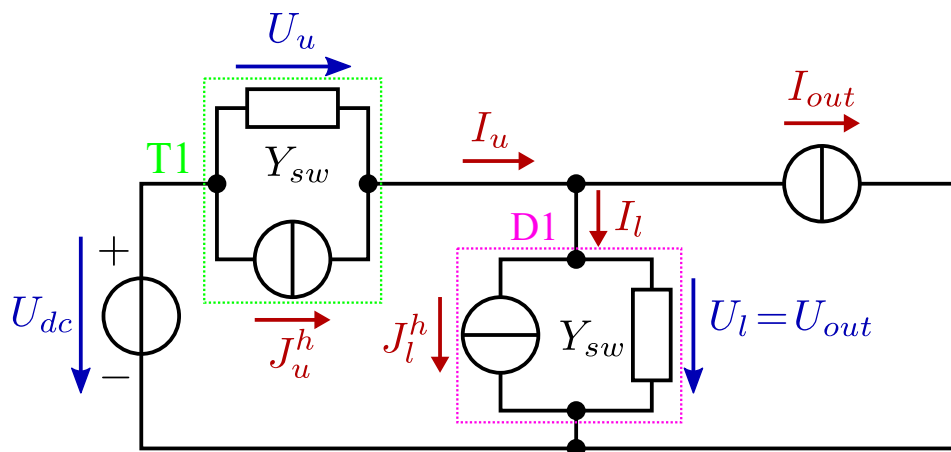 U_u
I_out
T1
Y_sw
I_u
D1
I_l
+
U_dc
J_l^h
Y_sw
U_l=U_out
−
J_u^h